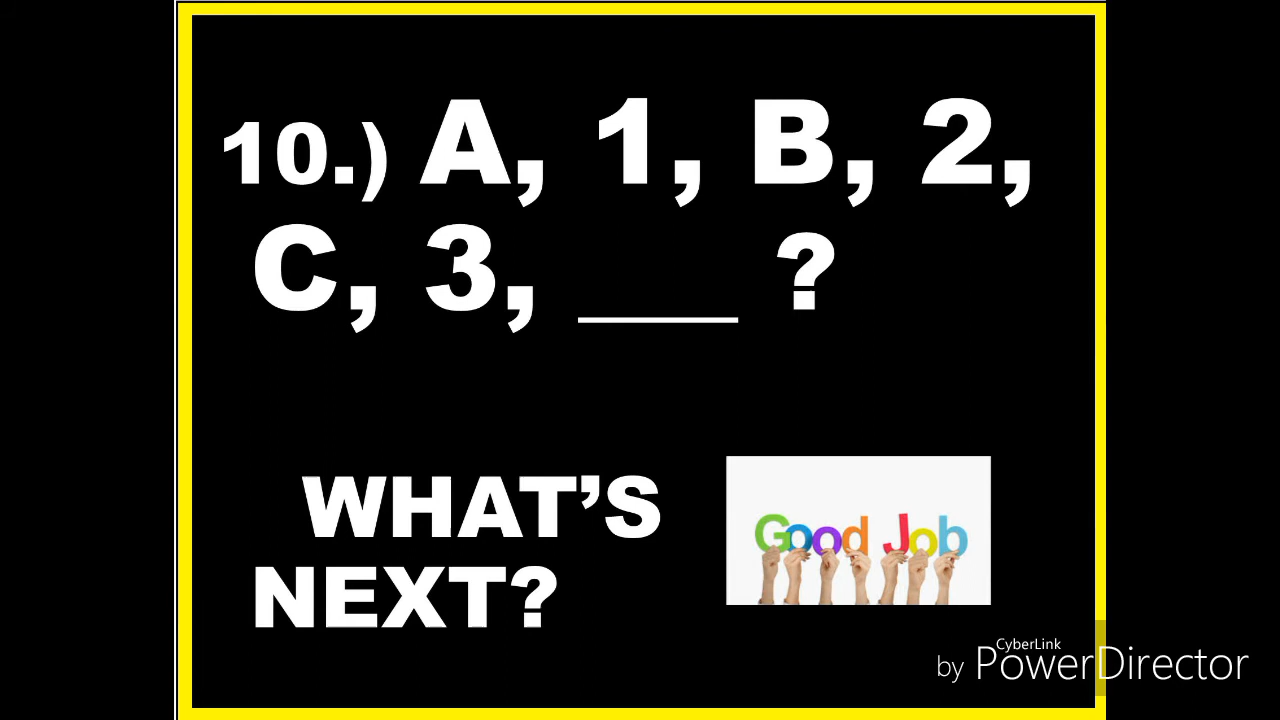 10.) A, 1, B, 2,
C, 3, ___ ?
WHAT’S
NEXT?
Good Job
CyberLink
by PowerDirector